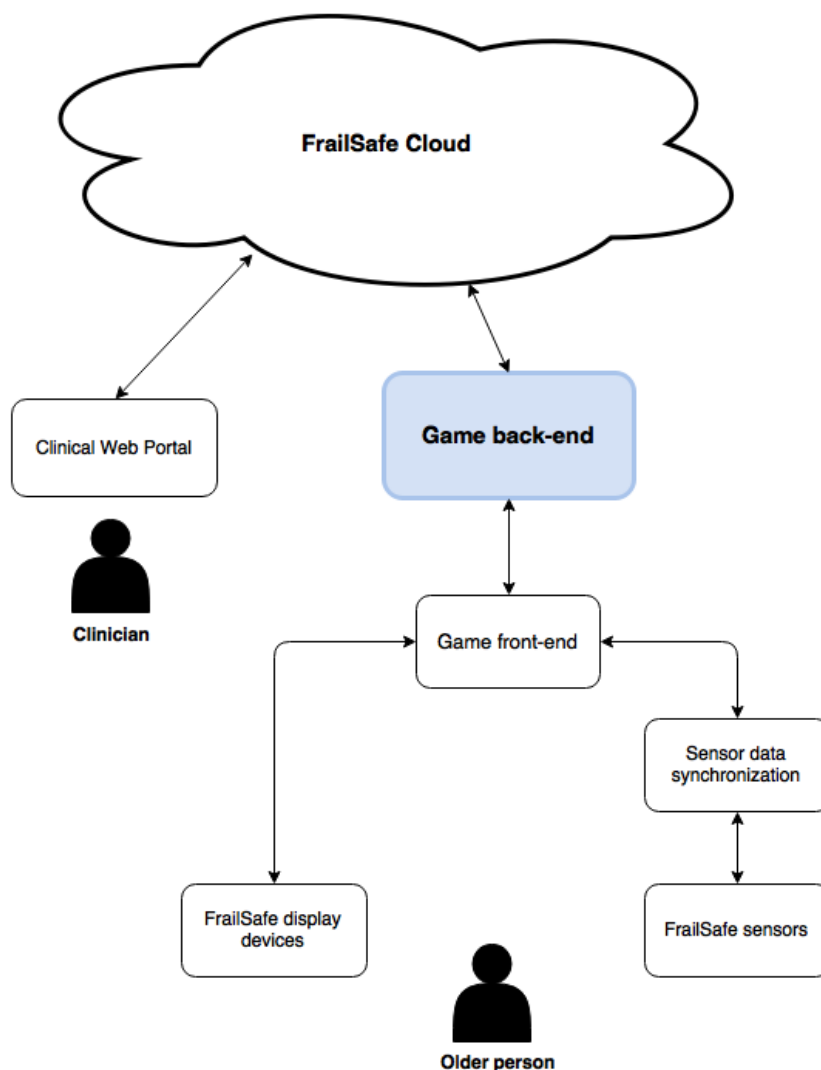 FrailSafe Cloud
Clinical Web Portal
Game back-end
Clinician
Game front-end
Sensor data
synchronization
FrailSafe display
devices
FrailSafe sensors
Older person